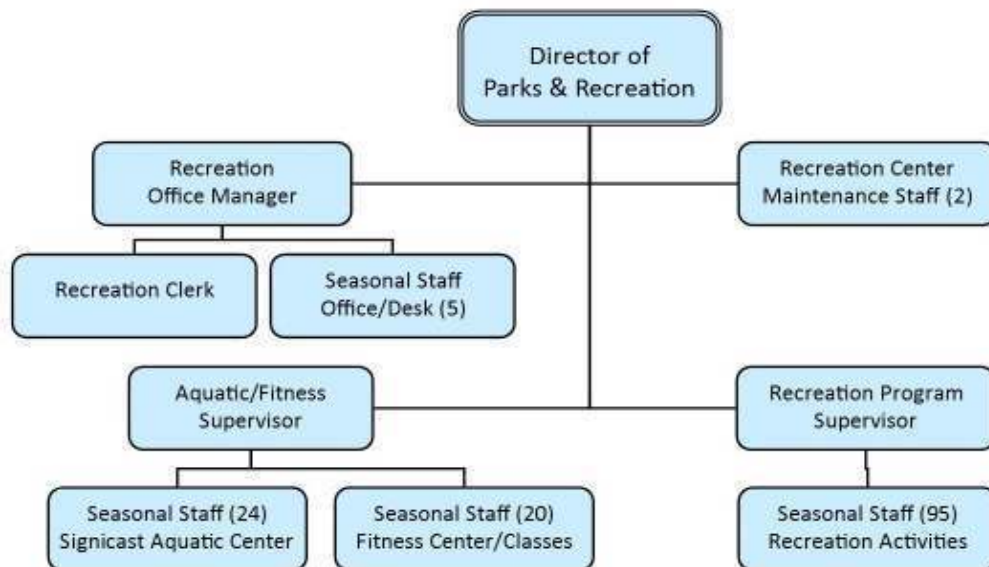 Director of
Parks & Recreation
Recreation
Office Manager
Recreation Center
Maintenance Staff (2)
Recreation Clerk
Seasonal Staff
Office/Desk (5)
Aquatic/Fitness
Supervisor
Recreation Program
Supervisor
Seasonal Staff (24)
Signicast Aquatic Center
Seasonal Staff (20)
Fitness Center/Classes
Seasonal Staff (95)
Recreation Activities